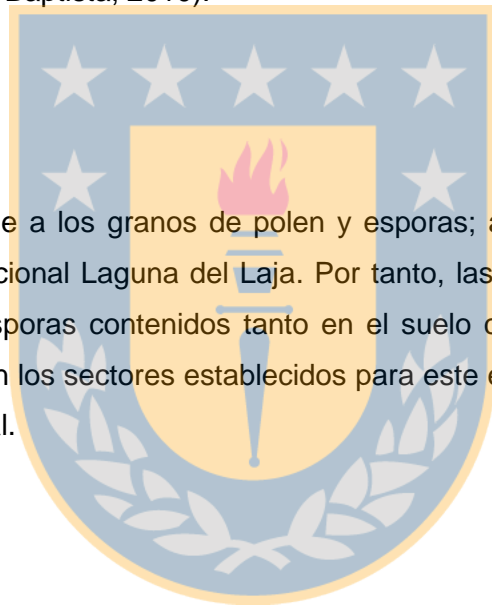 Baptista, 2010).
e a los granos de polen y esporas; a
cional Laguna del Laja. Por tanto, las
sporas contenidos tanto en el suelo c
n los sectores establecidos para este e
l.